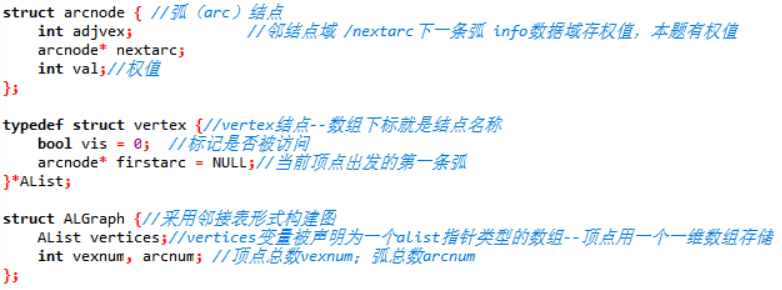 struct arcnode { //弧（arc）结点
int adjvex; //邻结点域 /nextarc下一条弧 info数据域存权值，本题有权值
arcnode* nextarc;
int val;//权值
};
typedef struct vertex {//vertex结点--数组下标就是结点名称
bool vis = 0; //标记是否被访问
arcnode* firstarc = NULL;//当前顶点出发的第一条弧
}*AList;
struct ALGraph {//采用邻接表形式构建图
AList vertices;//vertices变量被声明为一个alist指针类型的数组--顶点用一个一维数组存储
int vexnum, arcnum; //顶点总数vexnum; 弧总数arcnum
};